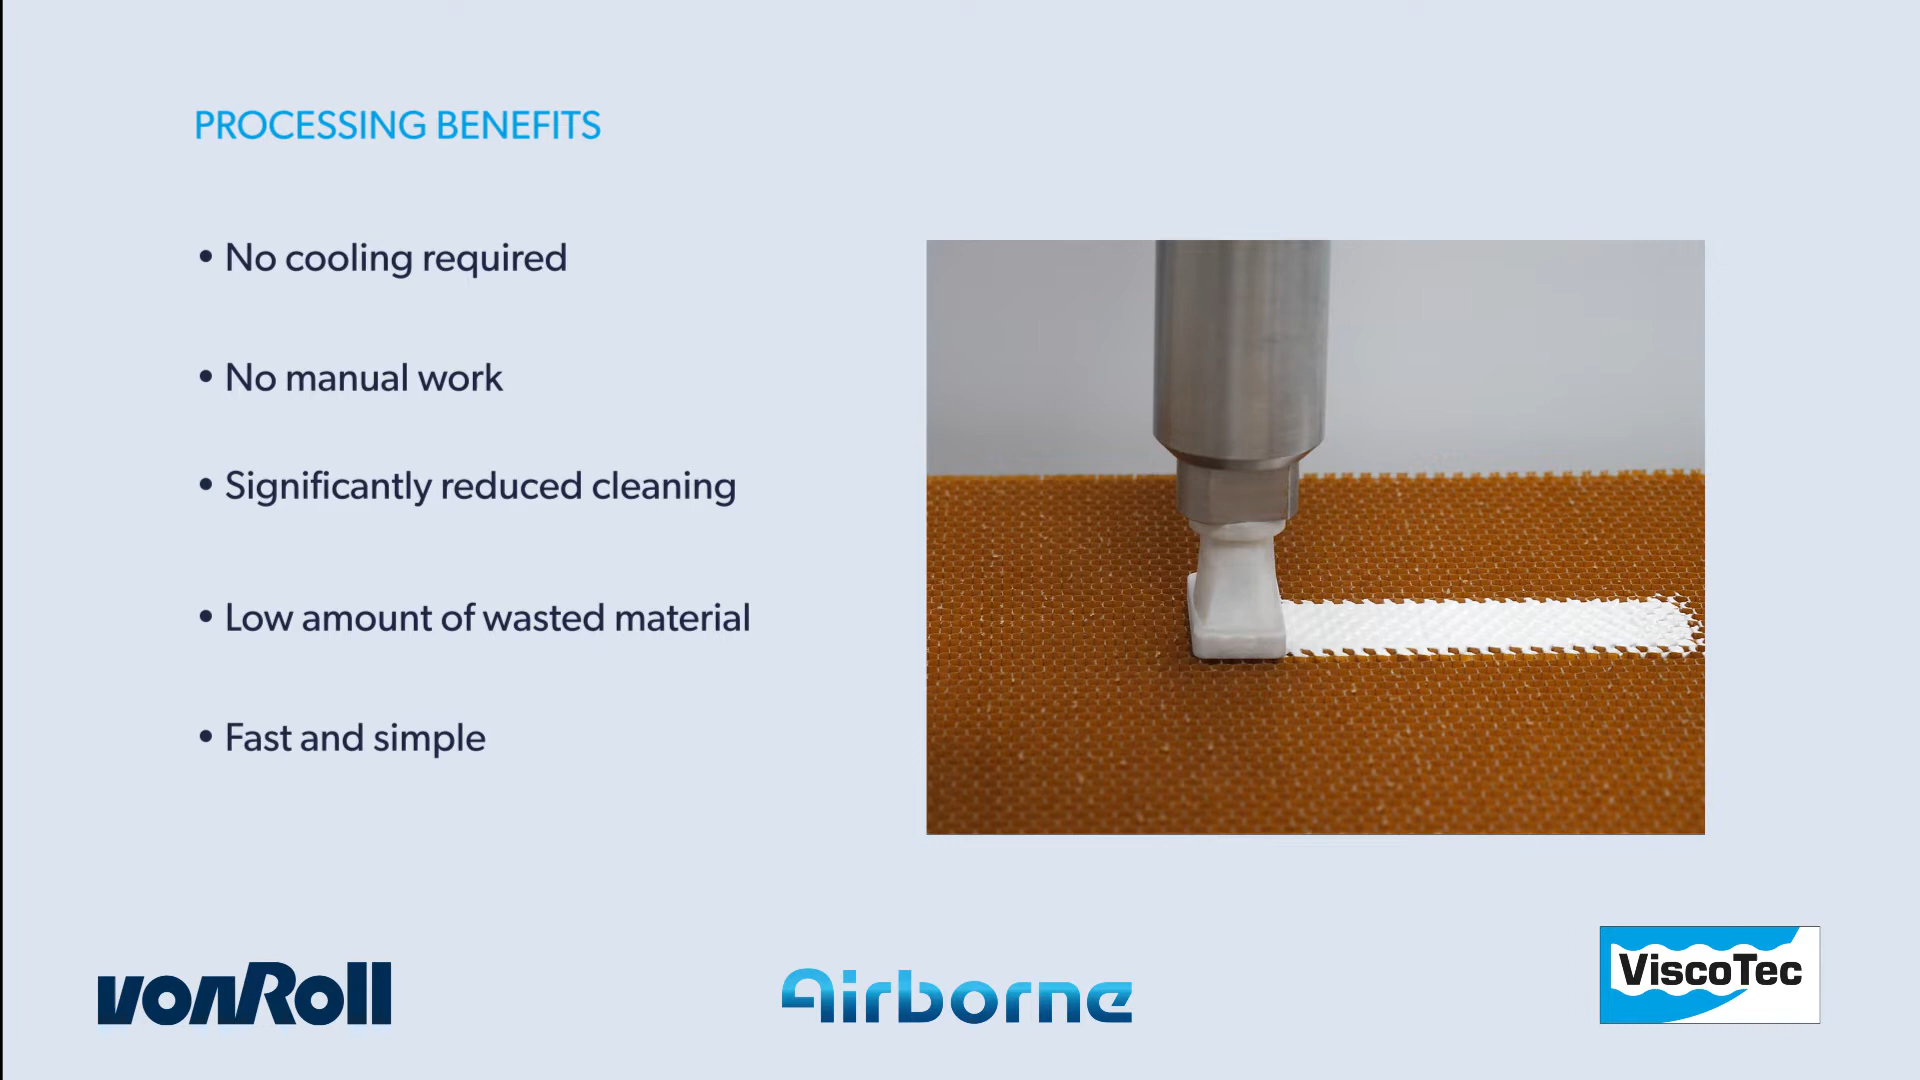 PROCESSING BENEFITS
• No cooling required
• No manual work
• Significantly reduced cleaning
• Low amount of wasted material
• Fast and simple
vonRoll
Airborne
ViscoTec